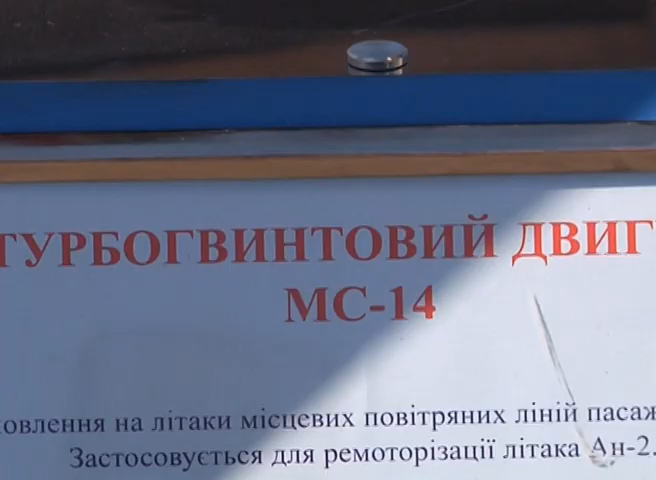 ТУРБОГВИНТОВИЙ ДВИГ
МС-14
овлення на літаки місцевих повітряних ліній пасаж
Застосовується для ремоторізації літака Ан-2.